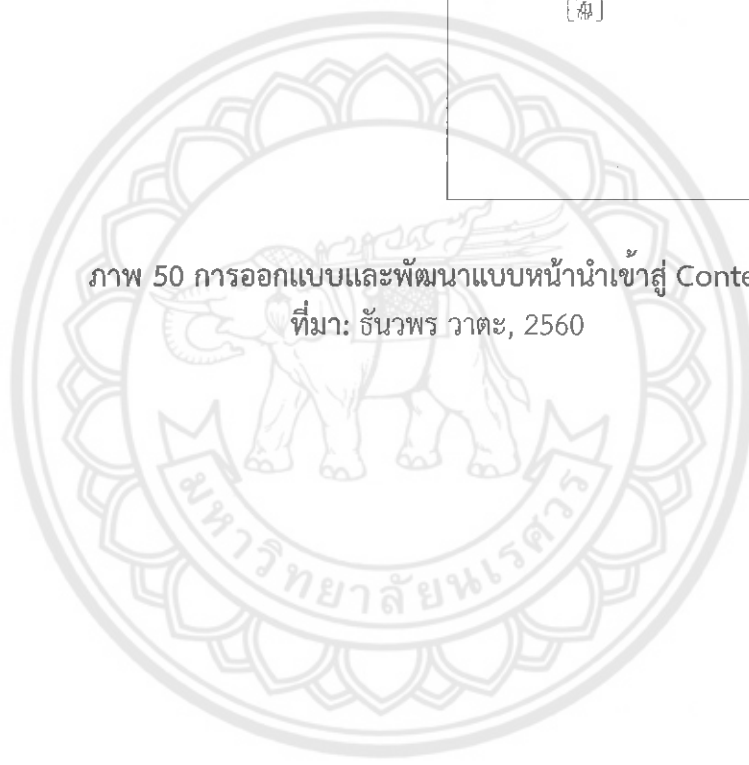 ภาพ 50 การออกแบบและพัฒนาแบบหน้านำเข้าสู่ Conte
ที่มา: ธันวพร วาตะ, 2560
มหาวิทยาลัยนเรศวร